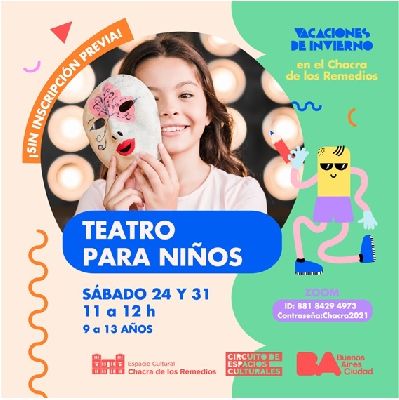 ¡SIN INSCRIPCIÓN PREVIA!
VACACIONES
DE INVIERNO
en el Chacra
de los Remedios
TEATRO
PARA NIÑOS
SÁBADO 24 Y 31
11 a 12 h
9 a 13 AÑOS
ZOOM
ID: 881 8429 4973
Contraseña:Chacra2021
Espacio Cultural
Chacra de los Remedios
CIRCUITO DE
ESPACIOS
CULTURALES
BA
Buenos
Aires
Ciudad